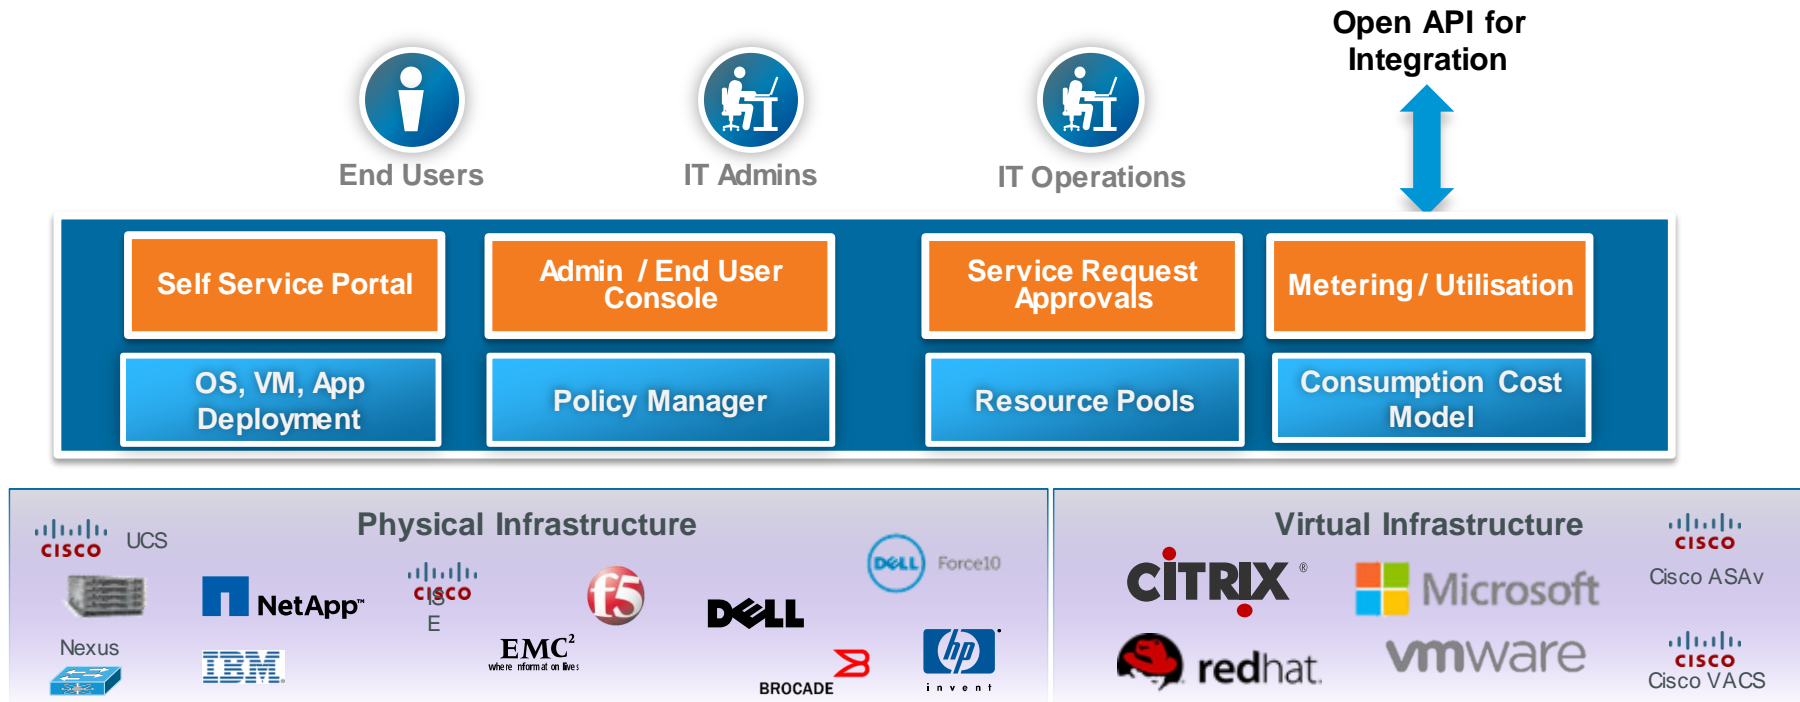 Open API for
Integration
End Users
IT Admins
IT Operations
Self Service Portal
Admin / End User
Console
Service Request
Approvals
Metering / Utilisation
OS, VM, App
Deployment
Policy Manager
Resource Pools
Consumption Cost
Model
Physical Infrastructure
CISCO
UCS
NetApp™
CISCO
IS
E
f5
DELL
Force10
DELL
Nexus
IBM
EMC²
where information lives
BROCADE
hp
invent
Virtual Infrastructure
CITRIX®
Microsoft
CISCO
Cisco ASAv
redhat.
vmware
CISCO
Cisco VACS